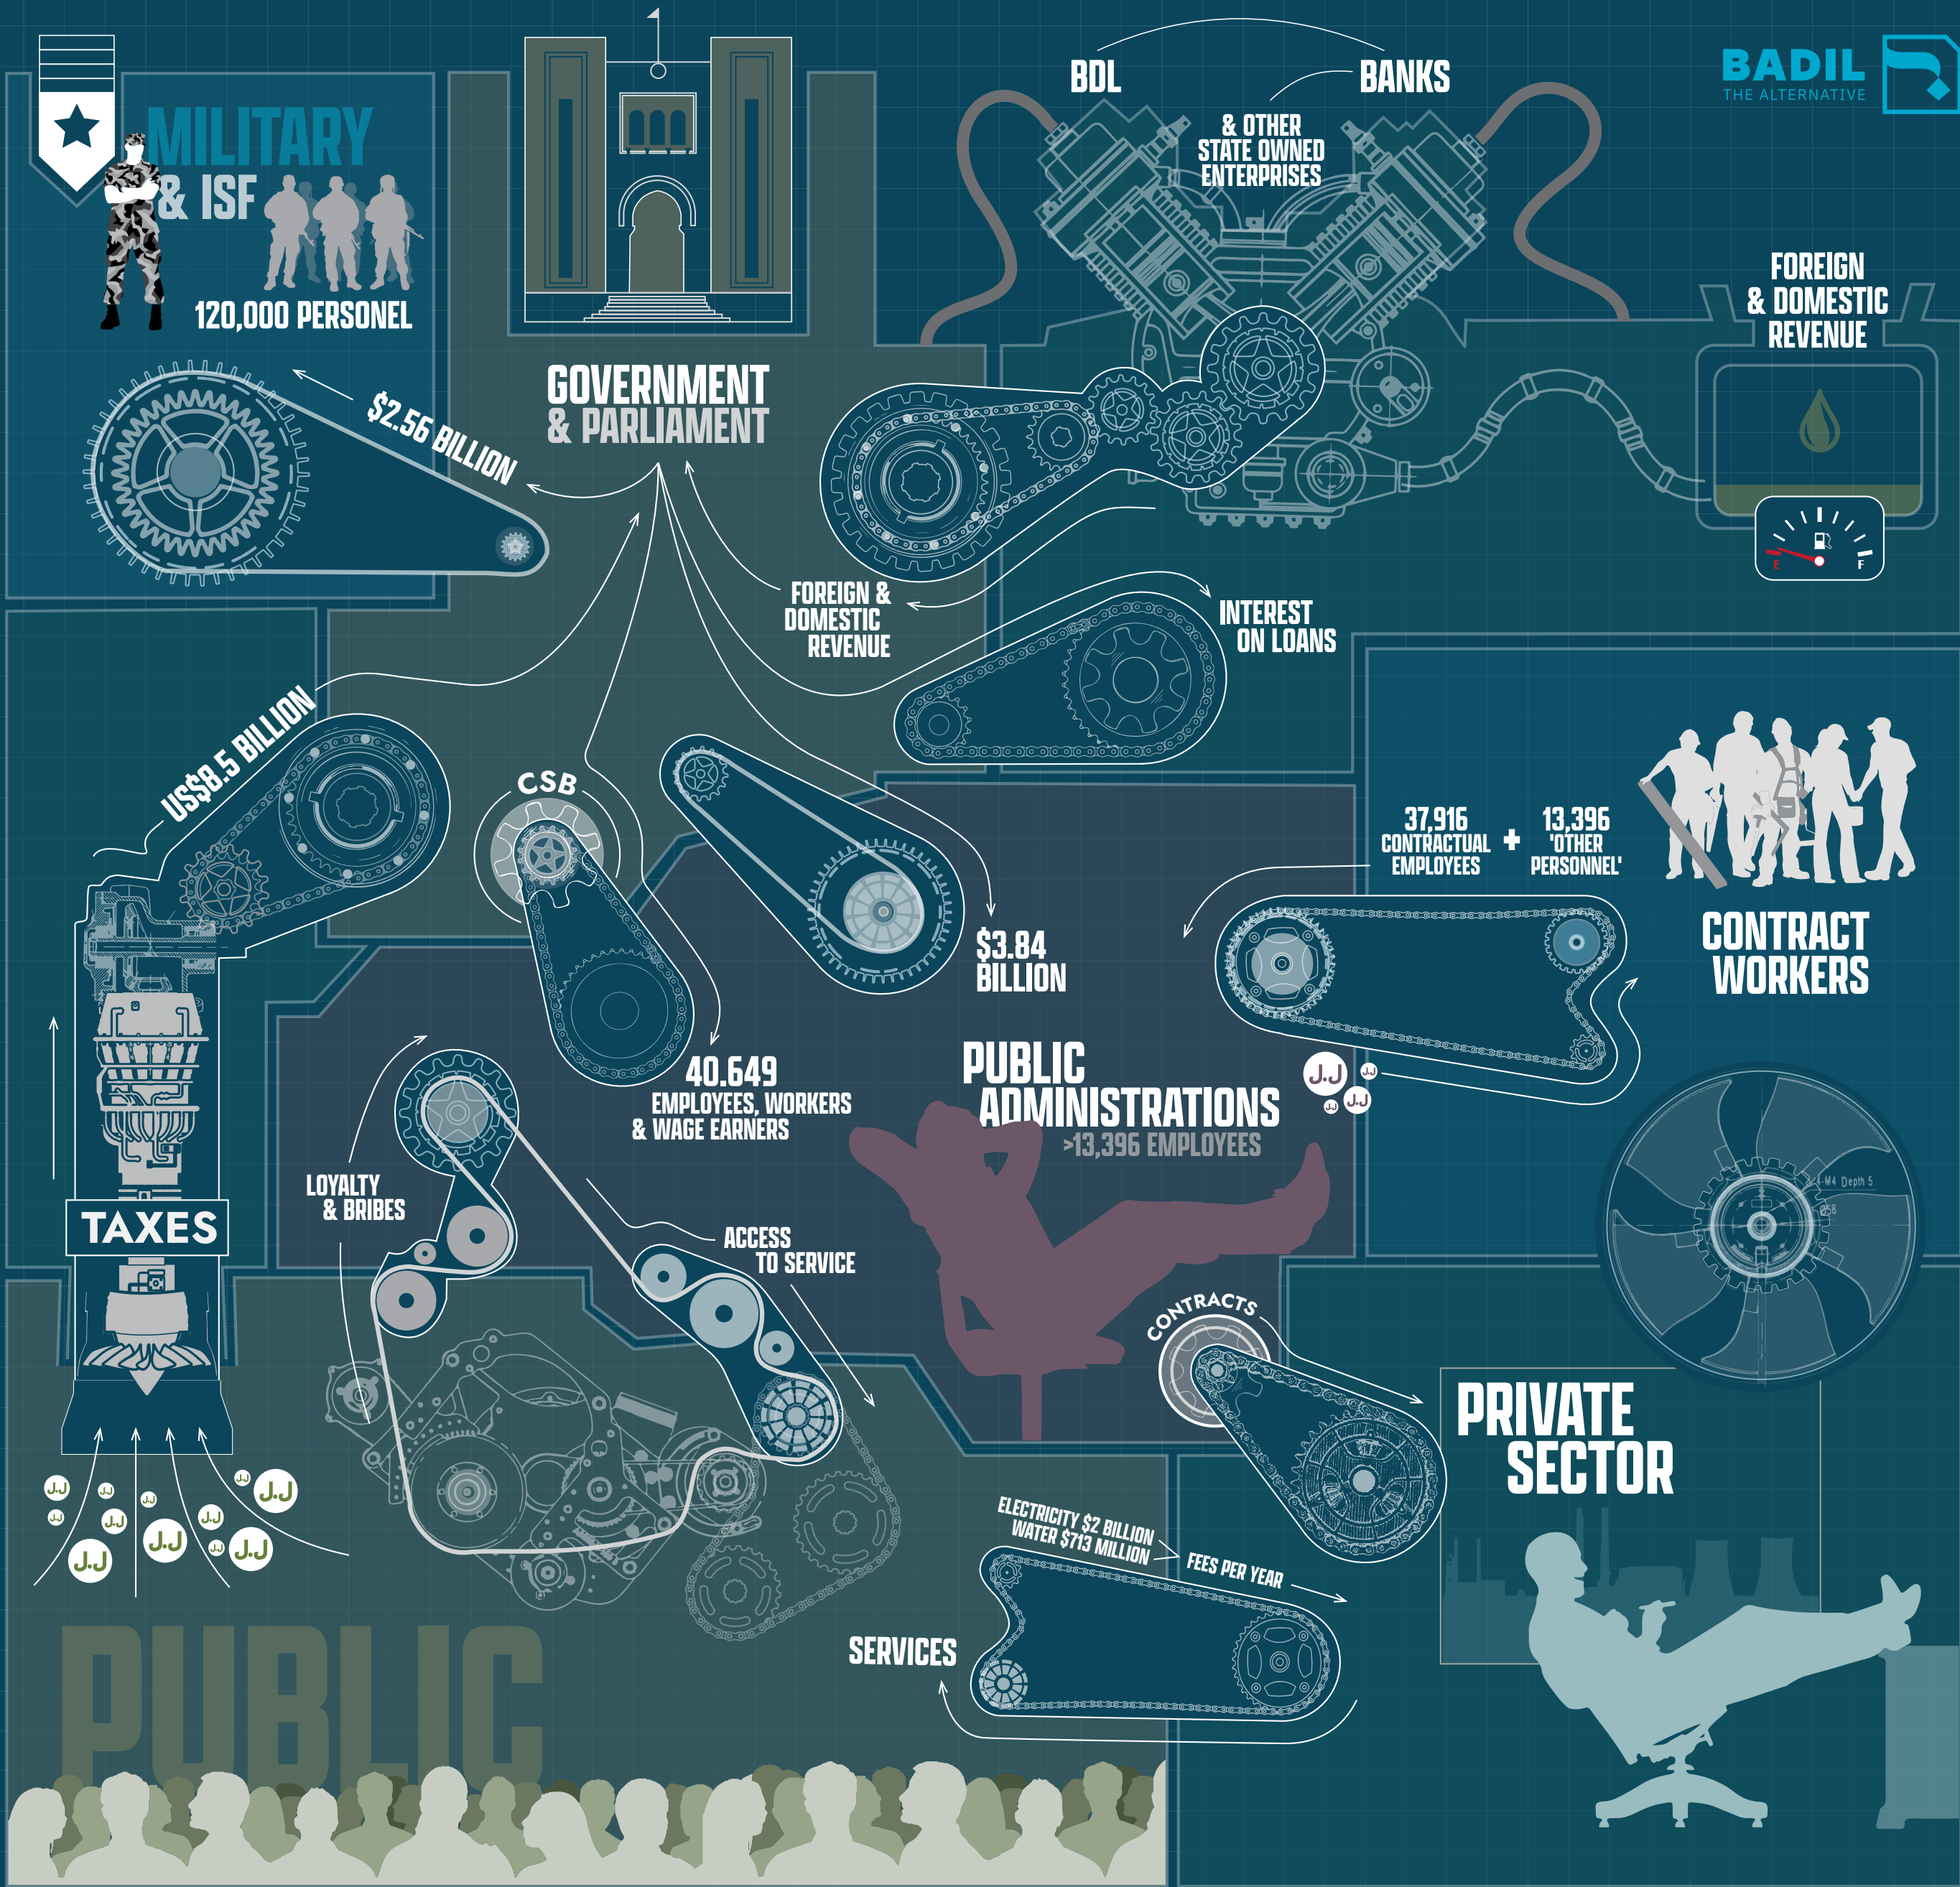 BDL
BANKS
& OTHER
STATE OWNED
ENTERPRISES
BADIL
THE ALTERNATIVE
MILITARY
& ISF
120,000 PERSONEL
$2.56 BILLION
GOVERNMENT
& PARLIAMENT
FOREIGN
& DOMESTIC
REVENUE
E
F
FOREIGN &
DOMESTIC
REVENUE
INTEREST
ON LOANS
US$8.5 BILLION
CSB
$3.84
BILLION
37,916
CONTRACTUAL
EMPLOYEES
+
13,396
'OTHER
PERSONNEL'
CONTRACT
WORKERS
40.649
EMPLOYEES, WORKERS
& WAGE EARNERS
PUBLIC
ADMINISTRATIONS
>13,396 EMPLOYEES
ل.ل
ل.ل
ل.ل
ل.ل
LOYALTY
& BRIBES
TAXES
ACCESS
TO SERVICE
-M4 Depth 5
Ø58
CONTRACTS
PRIVATE
SECTOR
ل.ل
ل.ل
ل.ل
ل.ل
ل.ل
ل.ل
ل.ل
ل.ل
ل.ل
ل.ل
ل.ل
ل.ل
ل.ل
ELECTRICITY $2 BILLION
WATER $713 MILLION
FEES PER YEAR
SERVICES
PUBLIC